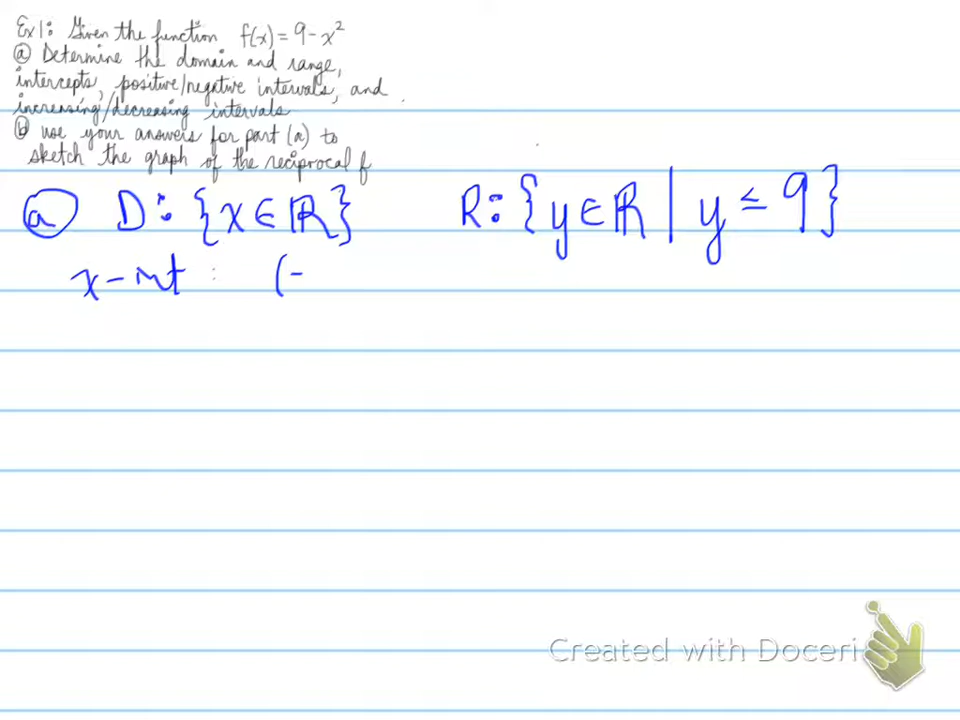 Ex1: Given the function f(x) = 9 - x²
ⓐ Determine the domain and range,
intercepts, positive/negative intervals, and
increasing/decreasing intervals
ⓑ use your answers for part (a) to
sketch the graph of the reciprocal f
ⓐ D: {x ∈ ℝ} R: {y ∈ ℝ | y ≤ 9}
x-int : (-
Created with Doceri